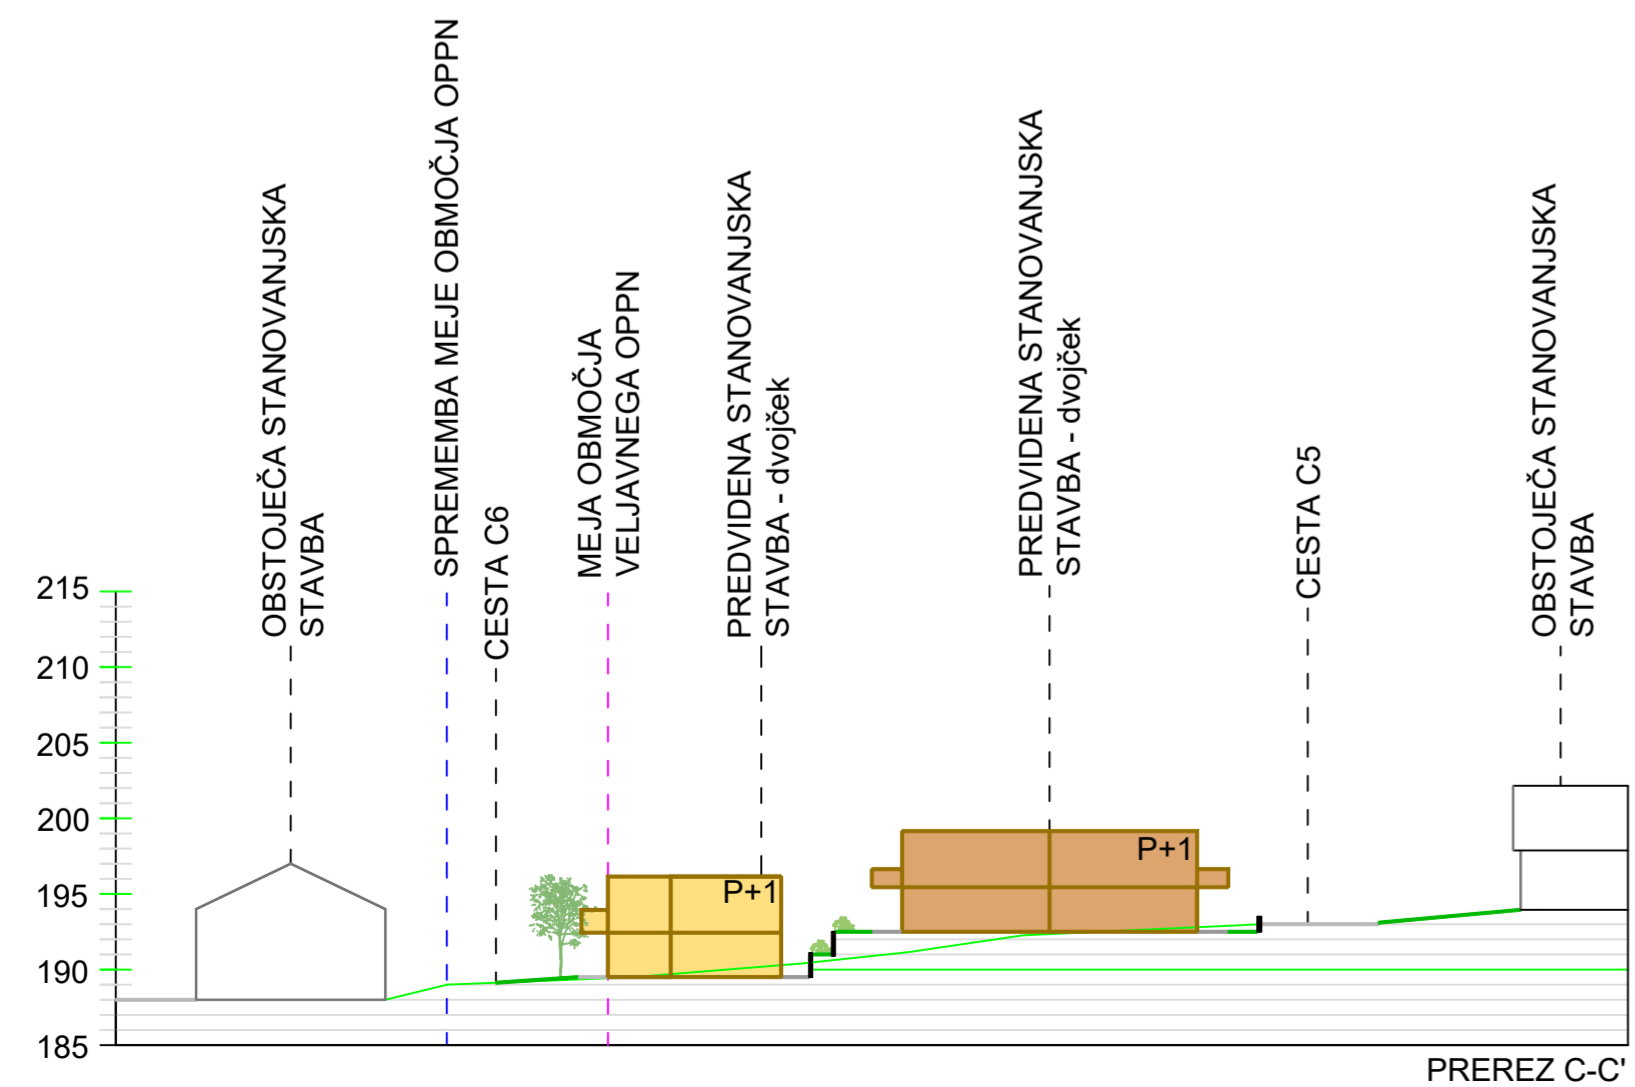 OBSTOJEČA STANOVANJSKA
STAVBA
SPREMEMBA MEJE OBMOČJA OPPN
CESTA C6
MEJA OBMOČJA
VELJAVNEGA OPPN
PREDVIDENA STANOVANJSKA
STAVBA - dvojček
PREDVIDENA STANOVANJSKA
STAVBA - dvojček
CESTA C5
OBSTOJEČA STANOVANJSKA
STAVBA
215
210
205
200
195
190
185
P+1
P+1
PREREZ C-C'